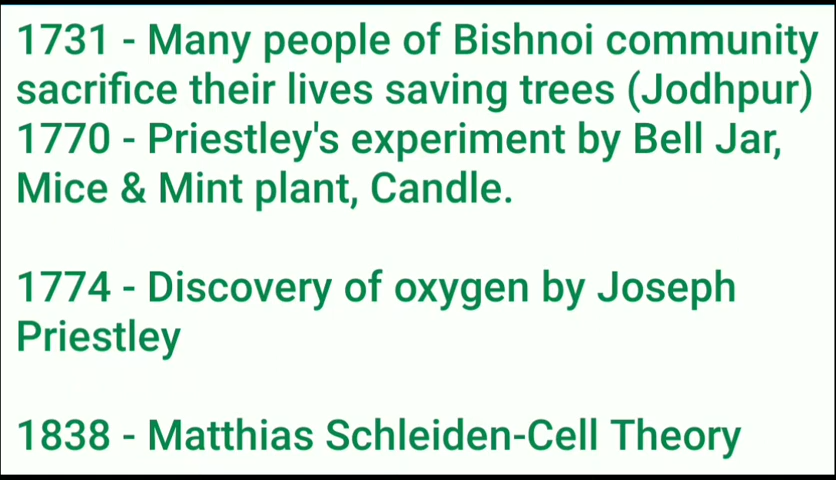 1731 - Many people of Bishnoi community
sacrifice their lives saving trees (Jodhpur)
1770 - Priestley's experiment by Bell Jar,
Mice & Mint plant, Candle.
1774 - Discovery of oxygen by Joseph
Priestley
1838 - Matthias Schleiden-Cell Theory